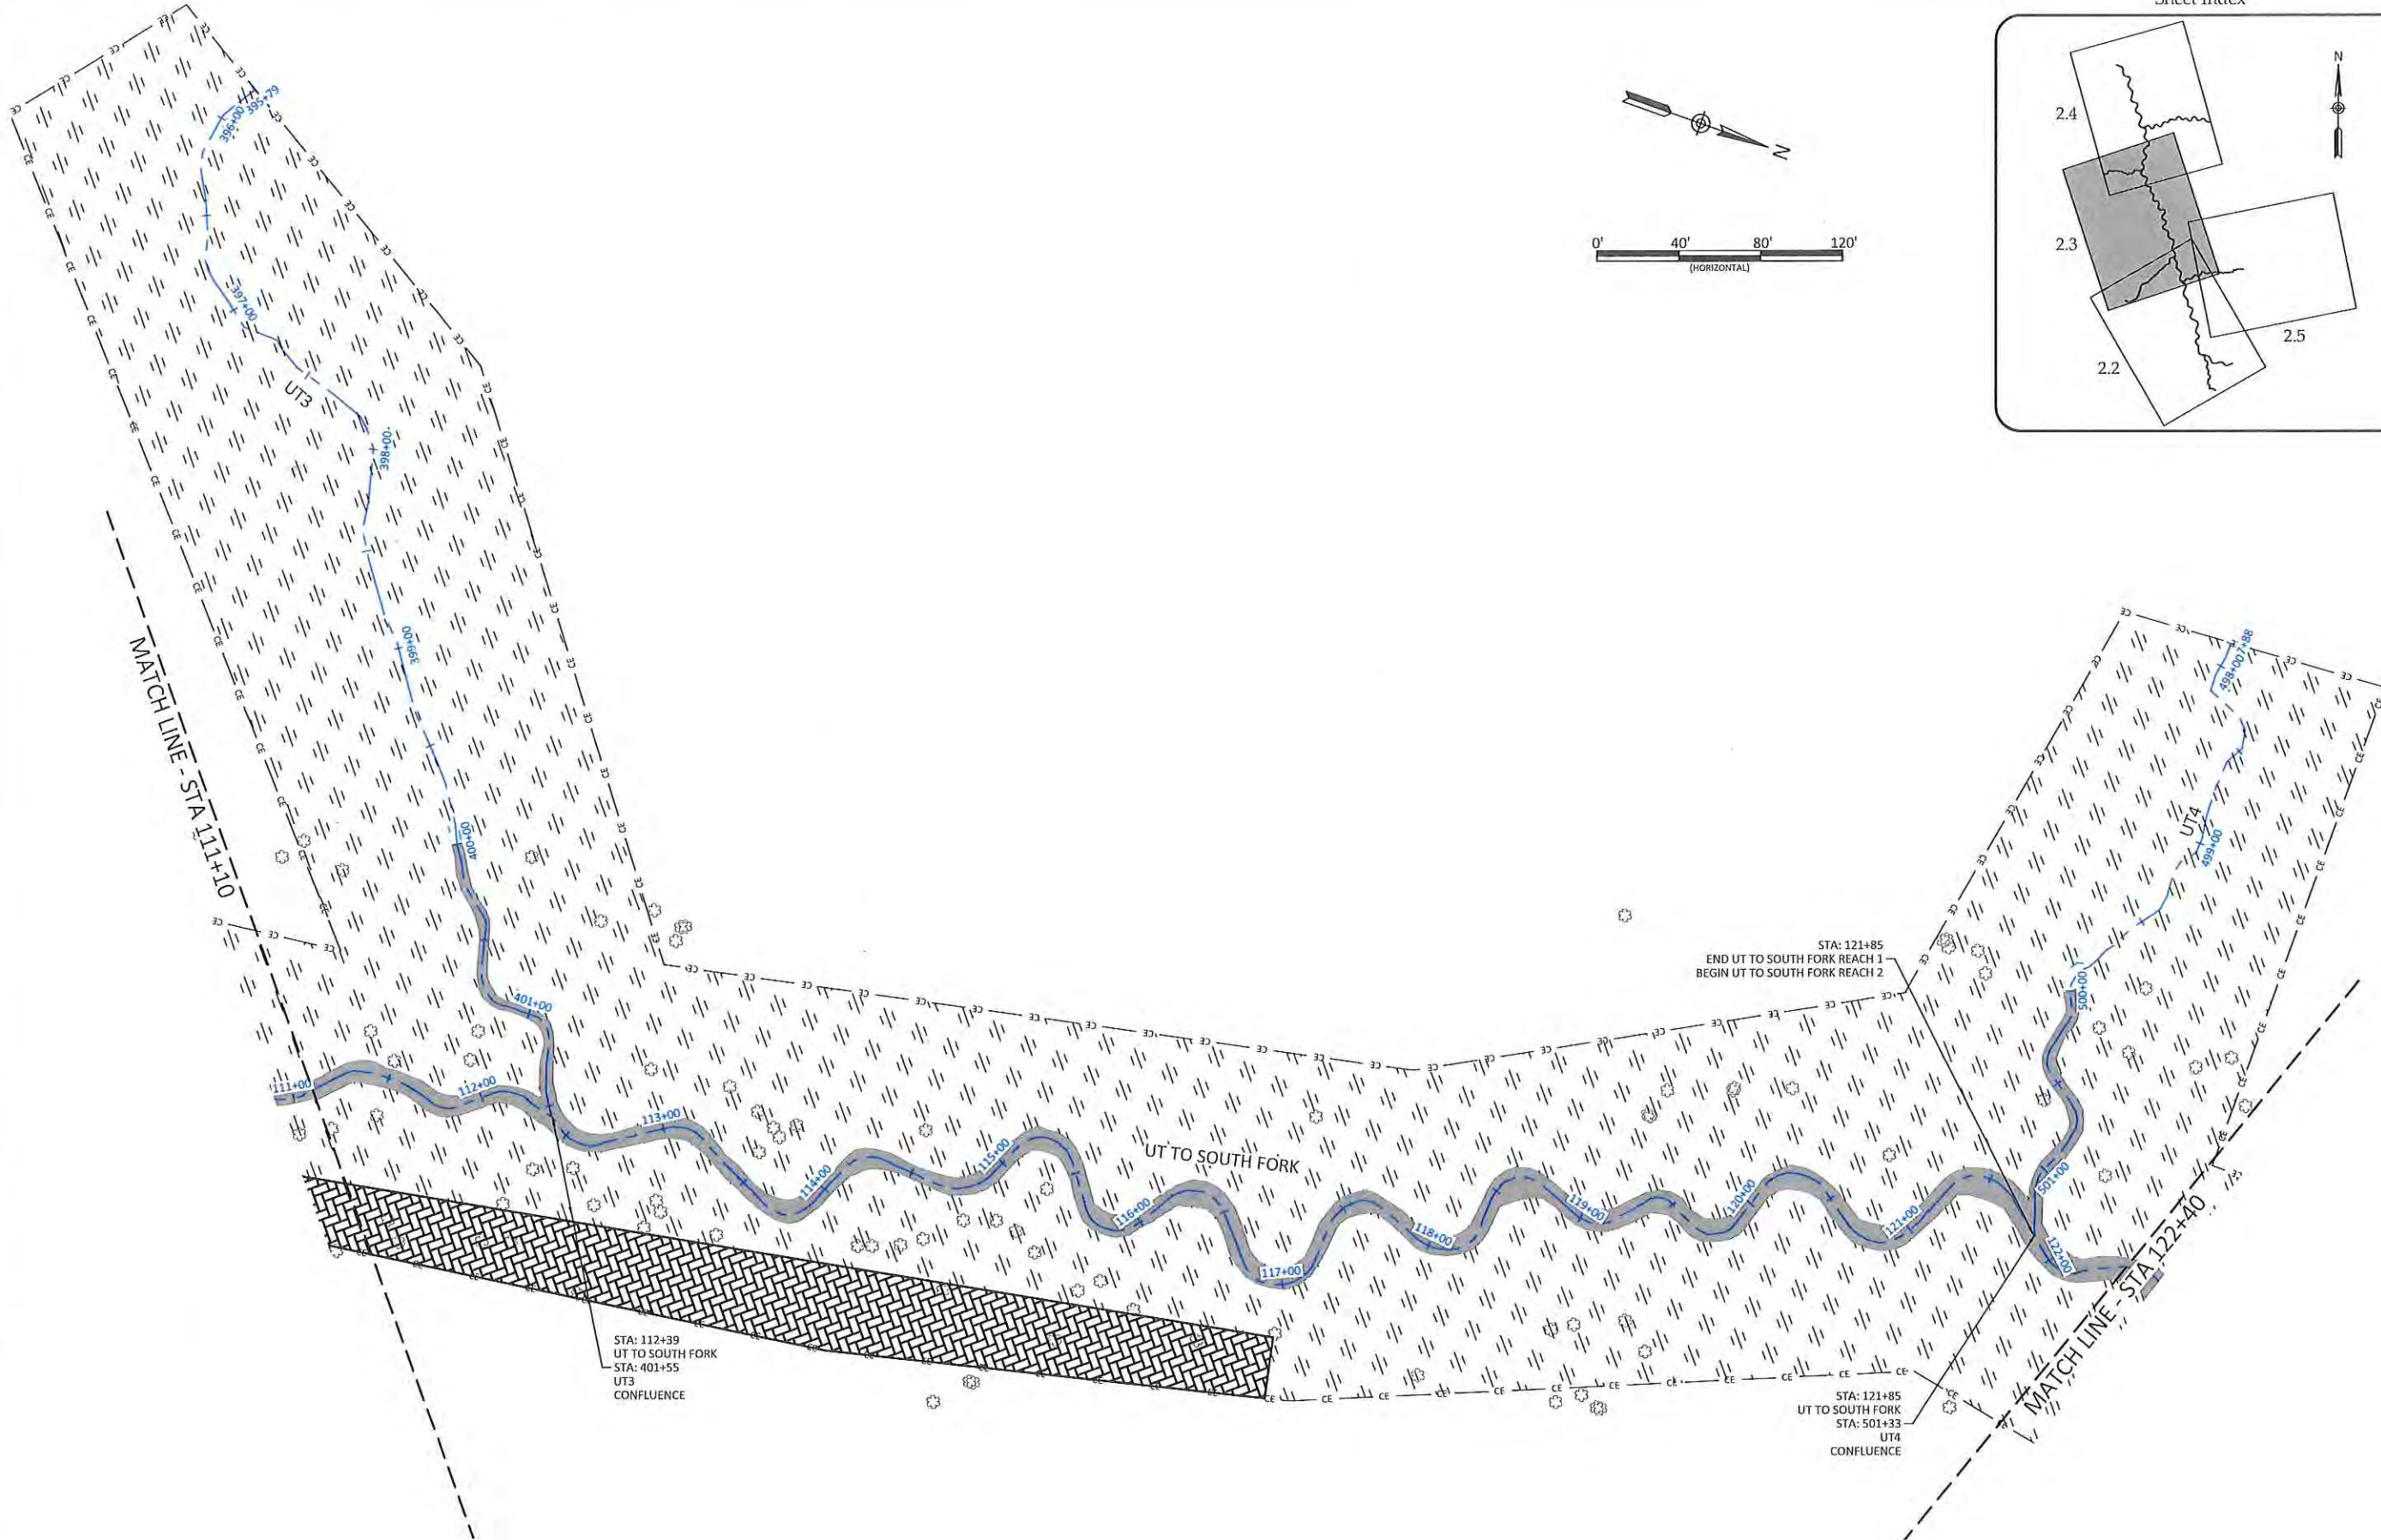 Sheet Index
N
2.4
2.3
2.2
2.5
N
0' 40' 80' 120'
(HORIZONTAL)
395+79
396+00
397+00
UT3
398+00
399+00
400+00
401+00
MATCH LINE - STA 111+10
111+00
112+00
113+00
114+00
115+00
116+00
117+00
118+00
119+00
120+00
121+00
122+00
UT TO SOUTH FORK
STA: 112+39
UT TO SOUTH FORK
STA: 401+55
UT3
CONFLUENCE
STA: 121+85
END UT TO SOUTH FORK REACH 1
BEGIN UT TO SOUTH FORK REACH 2
498+00
UT4
499+00
500+00
501+00
STA: 121+85
UT TO SOUTH FORK
STA: 501+33
UT4
CONFLUENCE
MATCH LINE - STA 122+40
CE